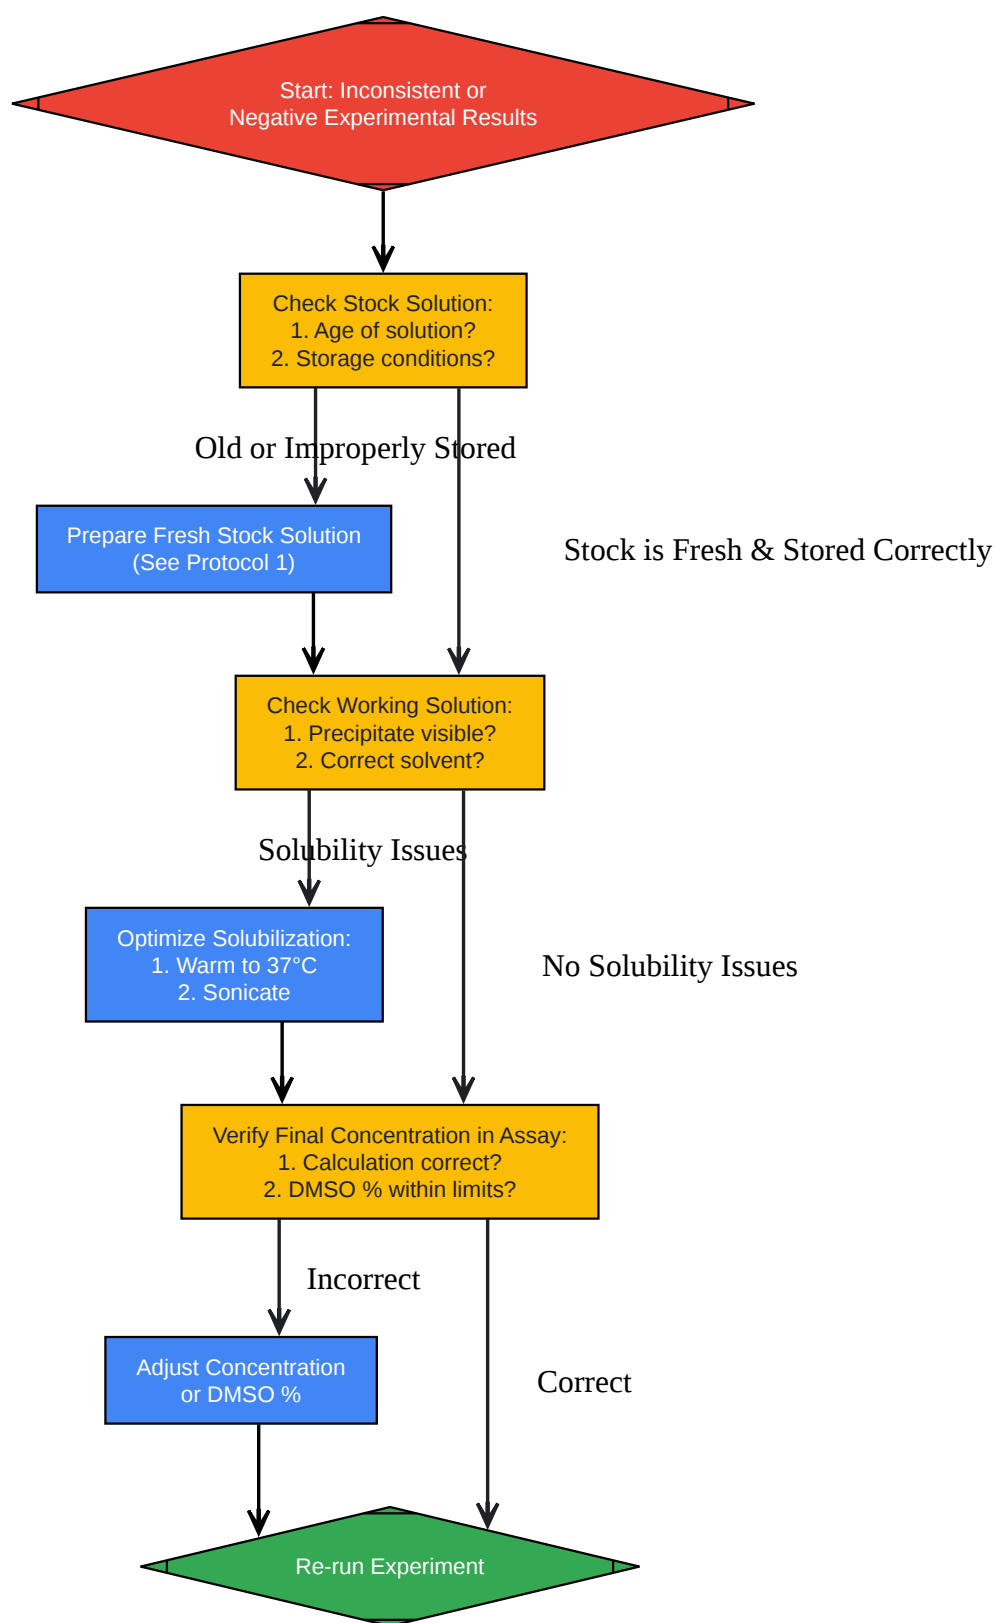 Start: Inconsistent or
Negative Experimental Results
Check Stock Solution:
1. Age of solution?
2. Storage conditions?
Old or Improperly Stored
Prepare Fresh Stock Solution
(See Protocol 1)
Stock is Fresh & Stored Correctly
Check Working Solution:
1. Precipitate visible?
2. Correct solvent?
Solubility Issues
Optimize Solubilization:
1. Warm to 37°C
2. Sonicate
No Solubility Issues
Verify Final Concentration in Assay:
1. Calculation correct?
2. DMSO % within limits?
Incorrect
Adjust Concentration
or DMSO %
Correct
Re-run Experiment